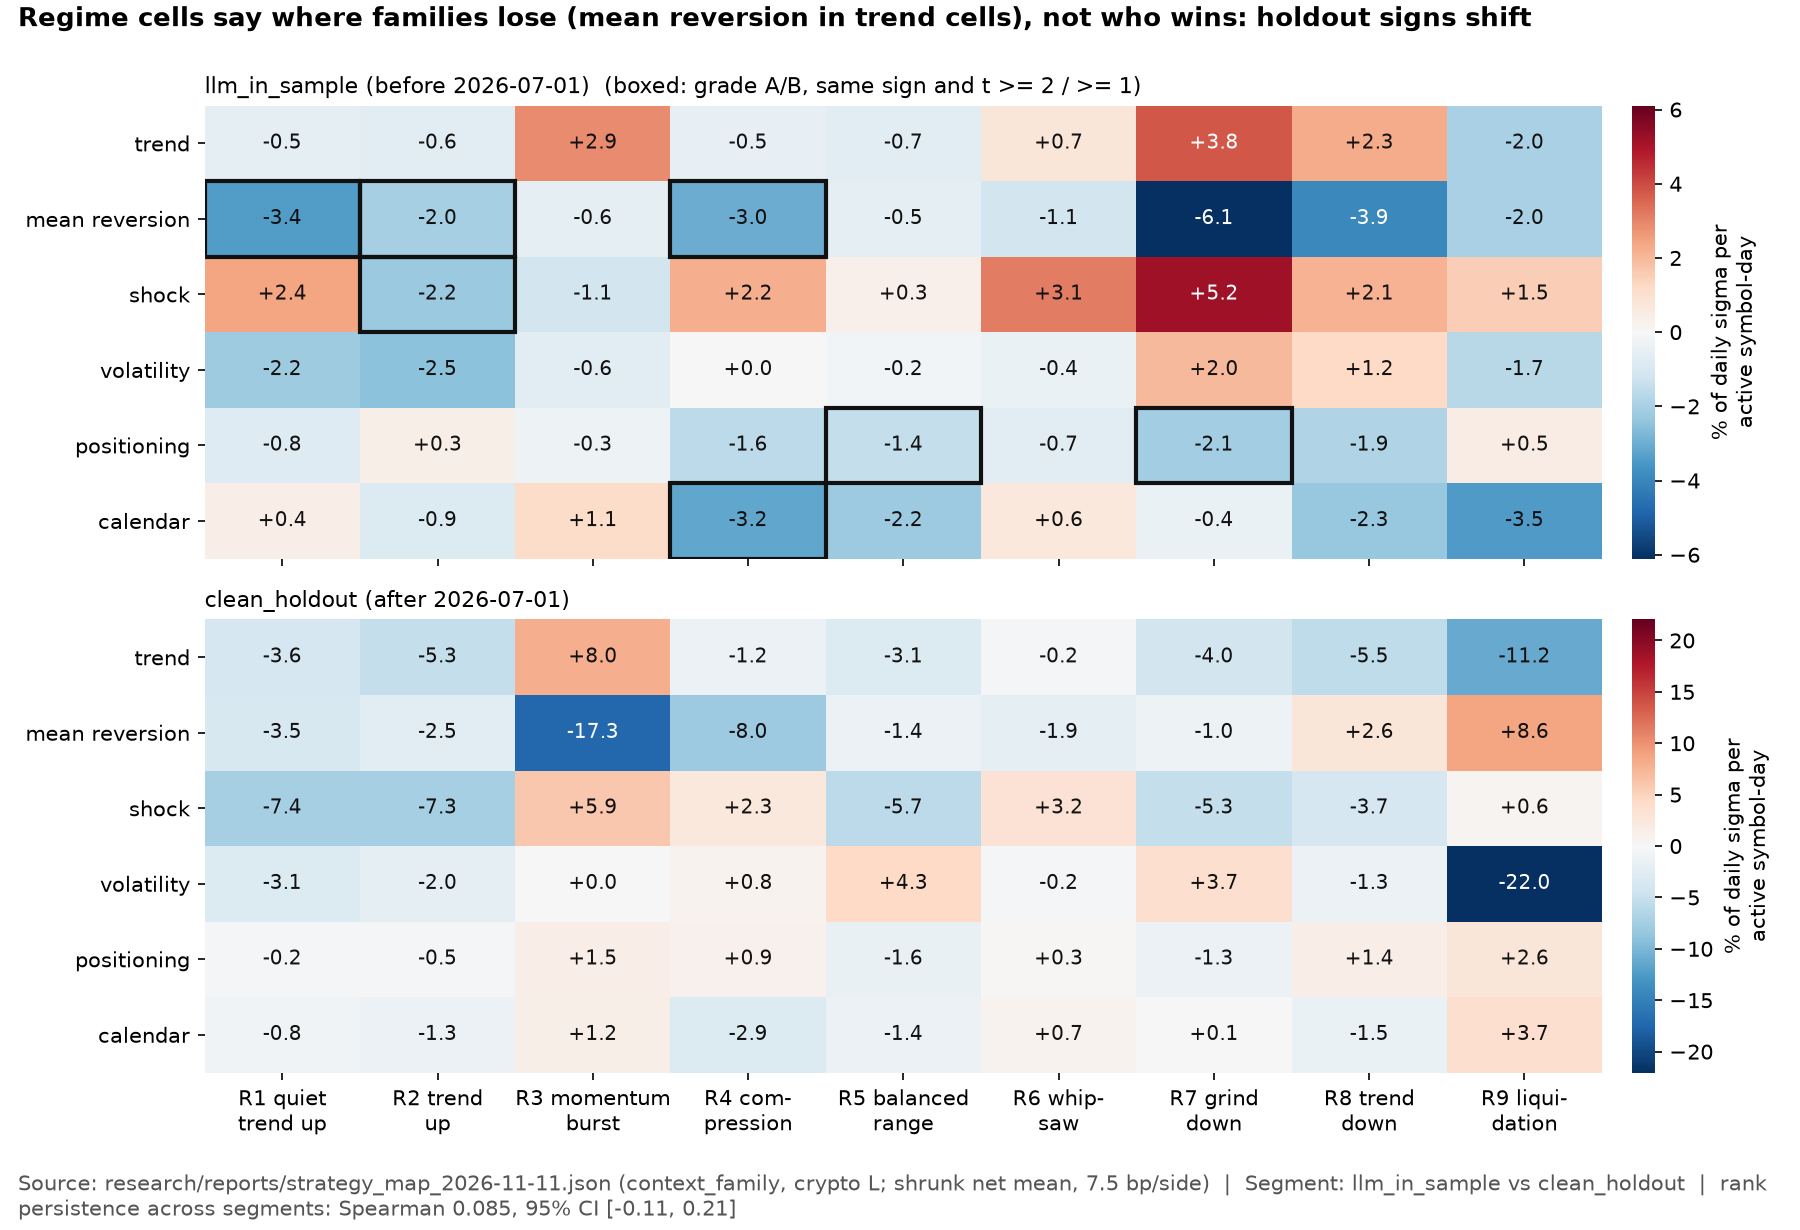 Regime cells say where families lose (mean reversion in trend cells), not who wins: holdout signs shift
llm_in_sample (before 2026-07-01)  (boxed: grade A/B, same sign and t >= 2 / >= 1)
trend -0.5 -0.6 +2.9 -0.5 -0.7 +0.7 +3.8 +2.3 -2.0
mean reversion -3.4 -2.0 -0.6 -3.0 -0.5 -1.1 -6.1 -3.9 -2.0
shock +2.4 -2.2 -1.1 +2.2 +0.3 +3.1 +5.2 +2.1 +1.5
volatility -2.2 -2.5 -0.6 +0.0 -0.2 -0.4 +2.0 +1.2 -1.7
positioning -0.8 +0.3 -0.3 -1.6 -1.4 -0.7 -2.1 -1.9 +0.5
calendar +0.4 -0.9 +1.1 -3.2 -2.2 +0.6 -0.4 -2.3 -3.5
6
4
2
0
−2
−4
−6
% of daily sigma per
active symbol-day
clean_holdout (after 2026-07-01)
trend -3.6 -5.3 +8.0 -1.2 -3.1 -0.2 -4.0 -5.5 -11.2
mean reversion -3.5 -2.5 -17.3 -8.0 -1.4 -1.9 -1.0 +2.6 +8.6
shock -7.4 -7.3 +5.9 +2.3 -5.7 +3.2 -5.3 -3.7 +0.6
volatility -3.1 -2.0 +0.0 +0.8 +4.3 -0.2 +3.7 -1.3 -22.0
positioning -0.2 -0.5 +1.5 +0.9 -1.6 +0.3 -1.3 +1.4 +2.6
calendar -0.8 -1.3 +1.2 -2.9 -1.4 +0.7 +0.1 -1.5 +3.7
20
15
10
5
0
−5
−10
−15
−20
% of daily sigma per
active symbol-day
R1 quiet R2 trend R3 momentum R4 com- R5 balanced R6 whip- R7 grind R8 trend R9 liqui-
trend up up burst pression range saw down down dation
Source: research/reports/strategy_map_2026-11-11.json (context_family, crypto L; shrunk net mean, 7.5 bp/side)  |  Segment: llm_in_sample vs clean_holdout  |  rank
persistence across segments: Spearman 0.085, 95% CI [-0.11, 0.21]